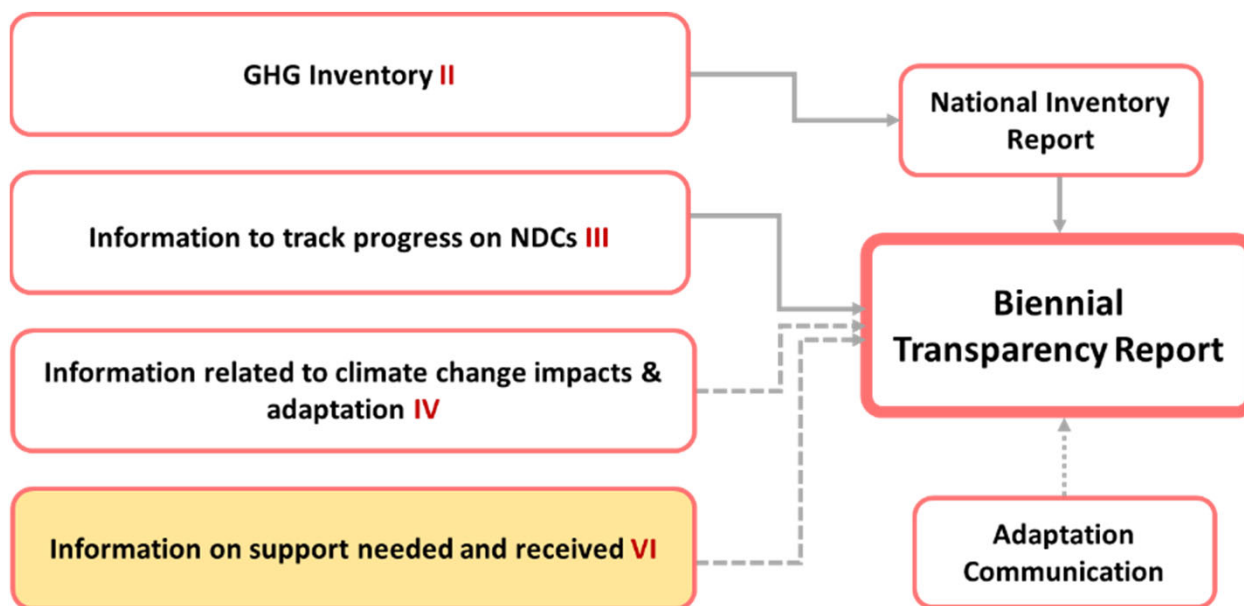 GHG Inventory II
National Inventory
Report
Information to track progress on NDCs III
Biennial
Transparency Report
Information related to climate change impacts &
adaptation IV
Information on support needed and received VI
Adaptation
Communication